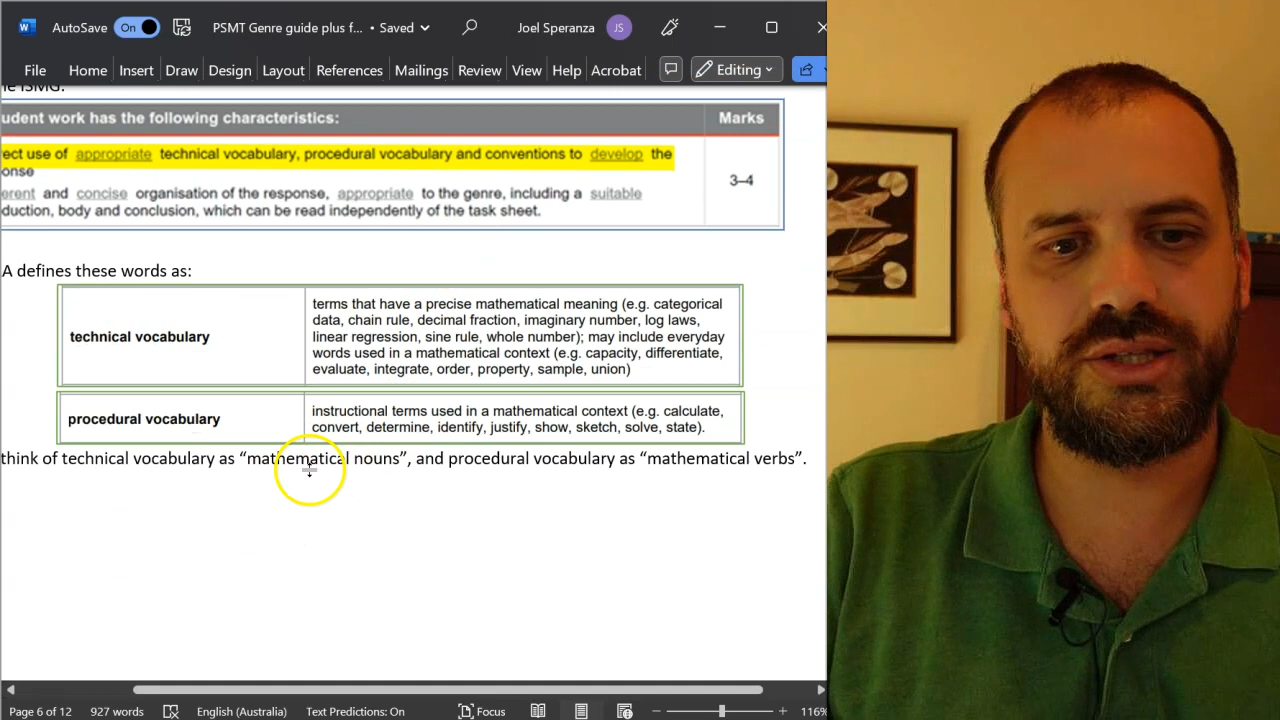 AutoSave On PSMT Genre guide plus f... • Saved Joel Speranza JS
File Home Insert Draw Design Layout References Mailings Review View Help Acrobat Editing
he ISMG:
udent work has the following characteristics: Marks
rect use of appropriate technical vocabulary, procedural vocabulary and conventions to develop the
onse
erent and concise organisation of the response, appropriate to the genre, including a suitable
duction, body and conclusion, which can be read independently of the task sheet.
3–4
A defines these words as:
technical vocabulary
terms that have a precise mathematical meaning (e.g. categorical
data, chain rule, decimal fraction, imaginary number, log laws,
linear regression, sine rule, whole number); may include everyday
words used in a mathematical context (e.g. capacity, differentiate,
evaluate, integrate, order, property, sample, union)
procedural vocabulary
instructional terms used in a mathematical context (e.g. calculate,
convert, determine, identify, justify, show, sketch, solve, state).
think of technical vocabulary as “mathematical nouns”, and procedural vocabulary as “mathematical verbs”.
Page 6 of 12 927 words English (Australia) Text Predictions: On Focus 116%